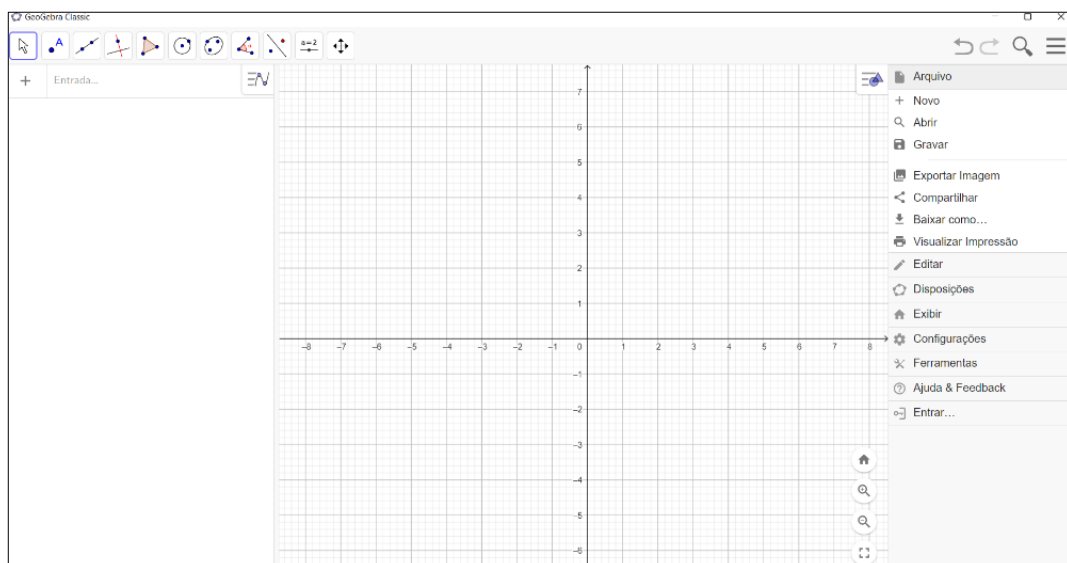 GeoGebra Classic
A
a=2
Entrada...
Arquivo
Novo
Abrir
Gravar
Exportar Imagem
Compartilhar
Baixar como...
Visualizar Impressão
Editar
Disposições
Exibir
Configurações
Ferramentas
Ajuda & Feedback
Entrar...
7
6
5
4
3
2
1
–8 –7 –6 –5 –4 –3 –2 –1 0 1 2 3 4 5 6 7 8
–1
–2
–3
–4
–5
–6